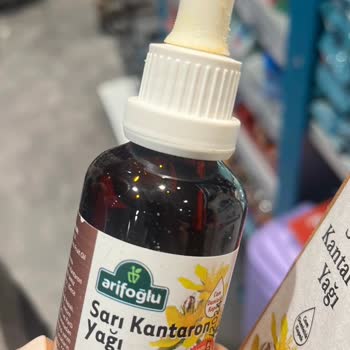 arifoğlu
Sarı Kantaron
Yağı
Kantaron
Yağı